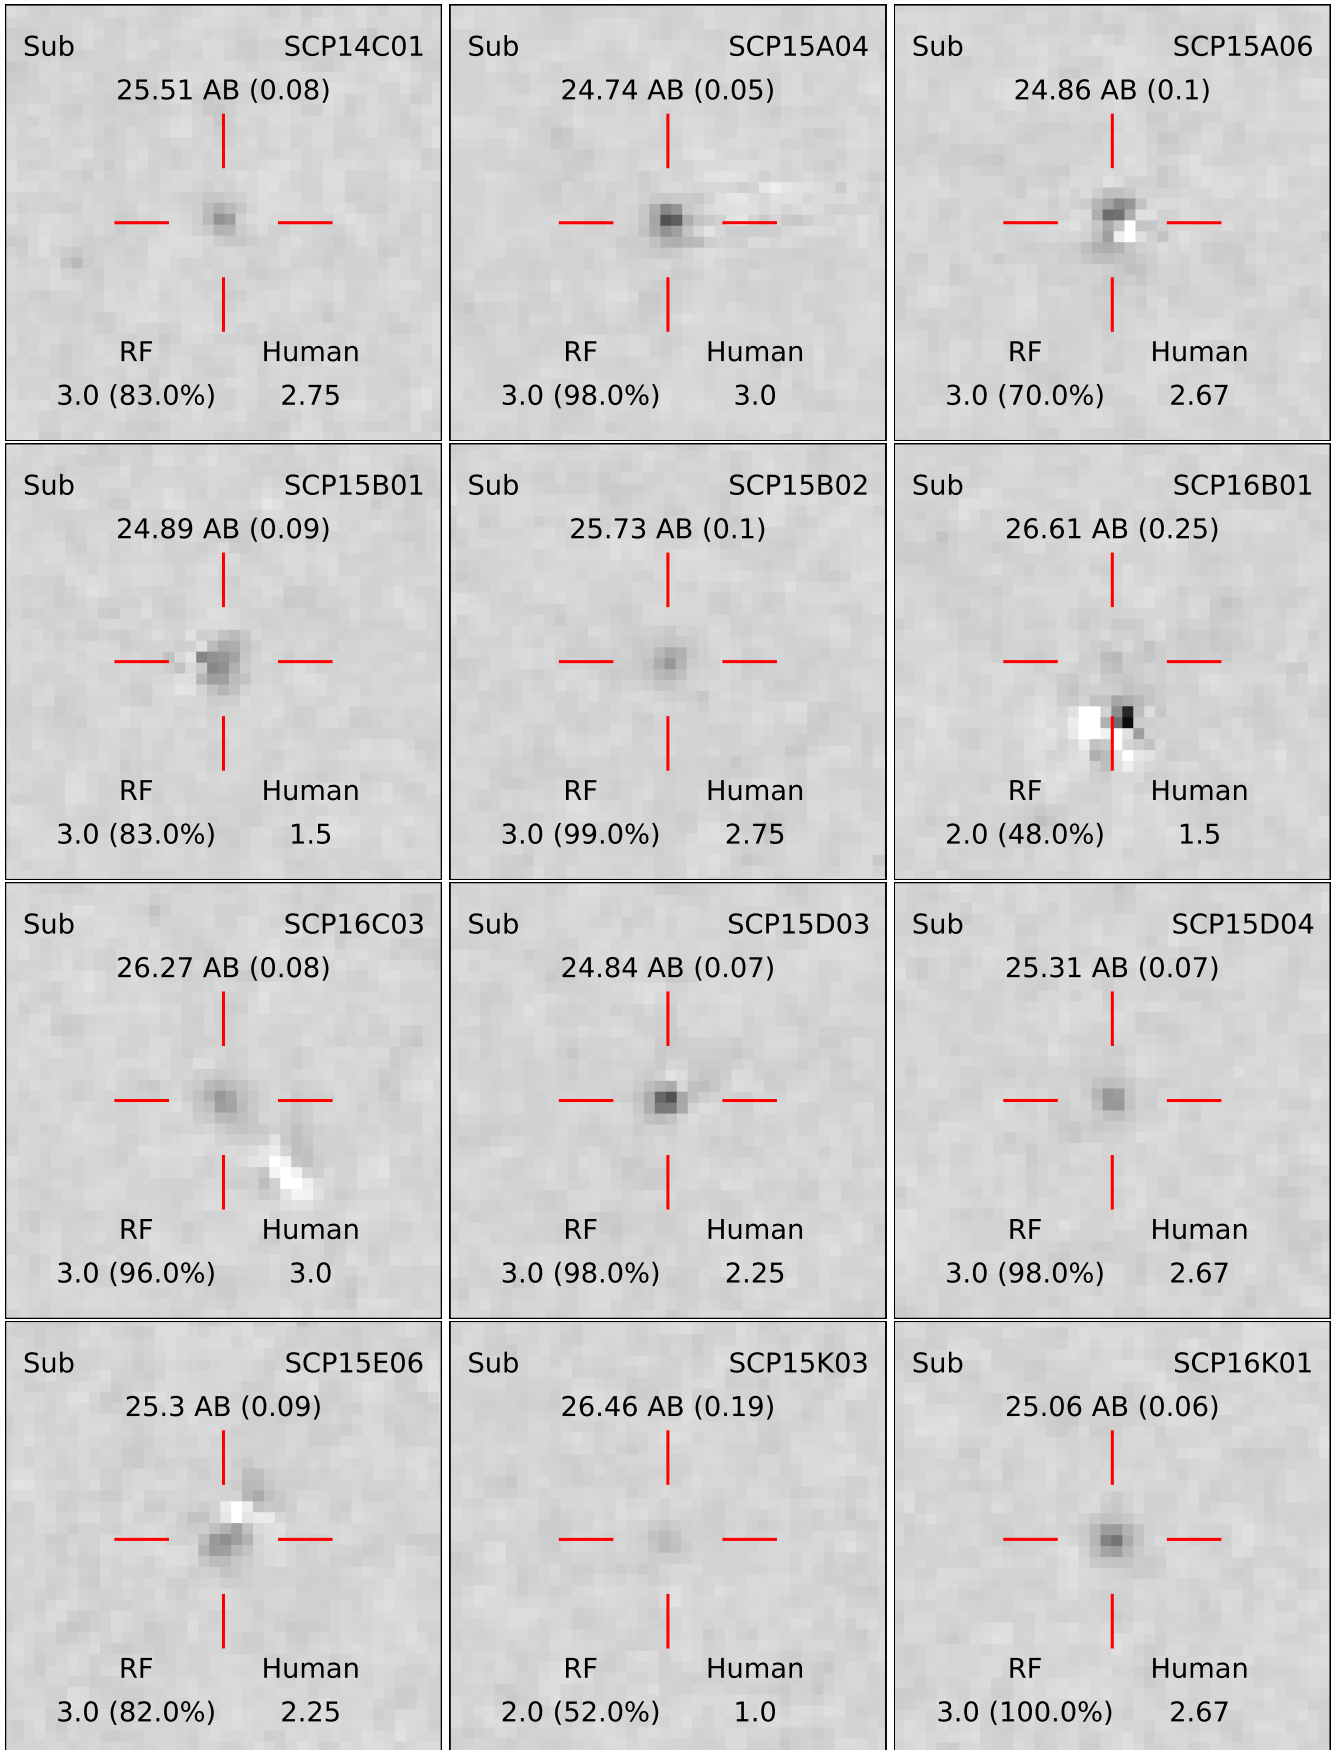 Sub SCP14C01
25.51 AB (0.08)
RF Human
3.0 (83.0%) 2.75
Sub SCP15A04
24.74 AB (0.05)
RF Human
3.0 (98.0%) 3.0
Sub SCP15A06
24.86 AB (0.1)
RF Human
3.0 (70.0%) 2.67
Sub SCP15B01
24.89 AB (0.09)
RF Human
3.0 (83.0%) 1.5
Sub SCP15B02
25.73 AB (0.1)
RF Human
3.0 (99.0%) 2.75
Sub SCP16B01
26.61 AB (0.25)
RF Human
2.0 (48.0%) 1.5
Sub SCP16C03
26.27 AB (0.08)
RF Human
3.0 (96.0%) 3.0
Sub SCP15D03
24.84 AB (0.07)
RF Human
3.0 (98.0%) 2.25
Sub SCP15D04
25.31 AB (0.07)
RF Human
3.0 (98.0%) 2.67
Sub SCP15E06
25.3 AB (0.09)
RF Human
3.0 (82.0%) 2.25
Sub SCP15K03
26.46 AB (0.19)
RF Human
2.0 (52.0%) 1.0
Sub SCP16K01
25.06 AB (0.06)
RF Human
3.0 (100.0%) 2.67